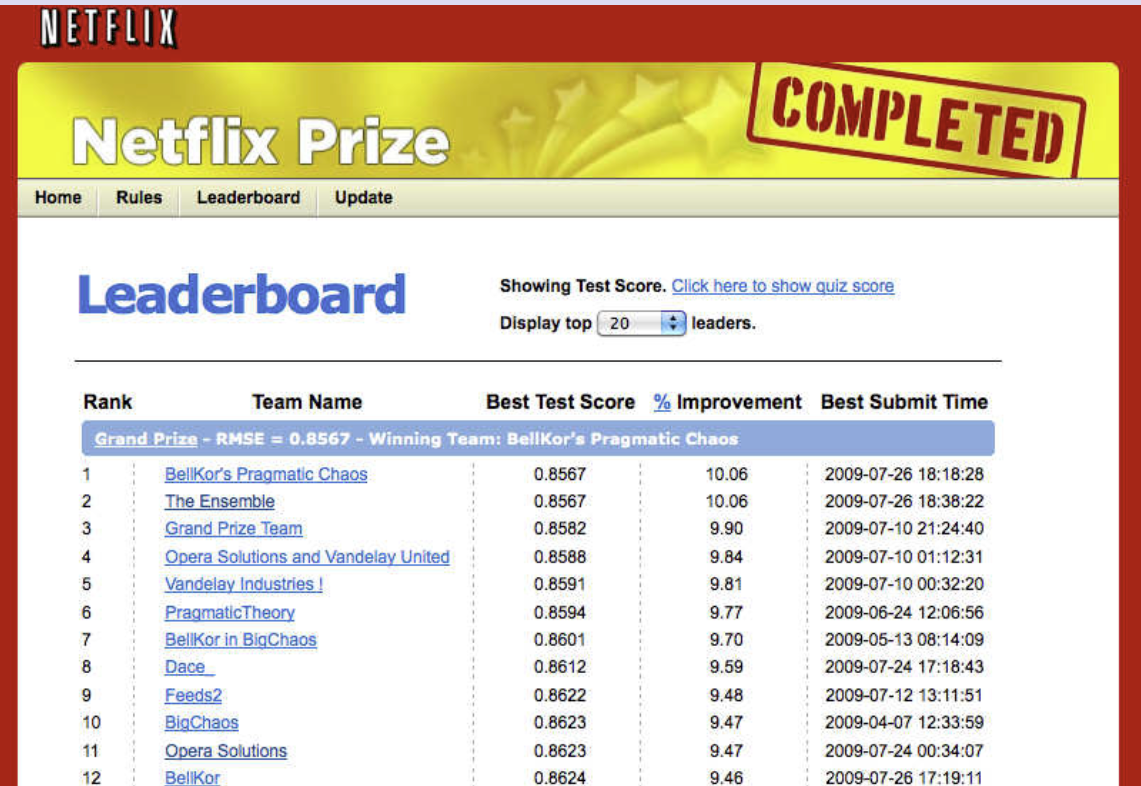 NETFLIX
Netflix Prize
COMPLETED
Home Rules Leaderboard Update
Leaderboard
Showing Test Score. Click here to show quiz score
Display top 20 leaders.
Rank Team Name Best Test Score % Improvement Best Submit Time
Grand Prize - RMSE = 0.8567 - Winning Team: BellKor's Pragmatic Chaos
1 BellKor's Pragmatic Chaos 0.8567 10.06 2009-07-26 18:18:28
2 The Ensemble 0.8567 10.06 2009-07-26 18:38:22
3 Grand Prize Team 0.8582 9.90 2009-07-10 21:24:40
4 Opera Solutions and Vandelay United 0.8588 9.84 2009-07-10 01:12:31
5 Vandelay Industries ! 0.8591 9.81 2009-07-10 00:32:20
6 PragmaticTheory 0.8594 9.77 2009-06-24 12:06:56
7 BellKor in BigChaos 0.8601 9.70 2009-05-13 08:14:09
8 Dace_ 0.8612 9.59 2009-07-24 17:18:43
9 Feeds2 0.8622 9.48 2009-07-12 13:11:51
10 BigChaos 0.8623 9.47 2009-04-07 12:33:59
11 Opera Solutions 0.8623 9.47 2009-07-24 00:34:07
12 BellKor 0.8624 9.46 2009-07-26 17:19:11